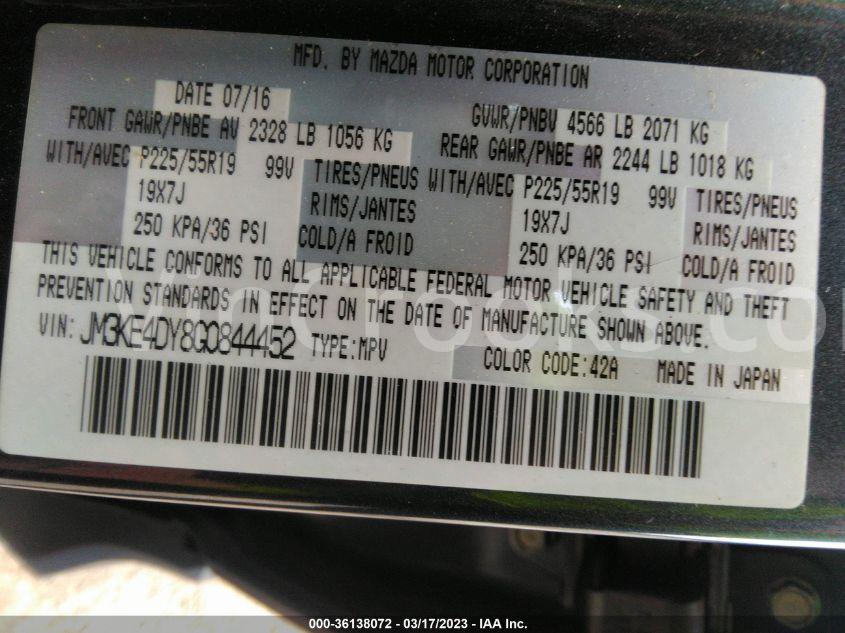 MFD. BY MAZDA MOTOR CORPORATION
DATE 07/16 GVWR/PNBV 4566 LB 2071 KG
FRONT GAWR/PNBE AV 2328 LB 1056 KG REAR GAWR/PNBE AR 2244 LB 1018 KG
WITH/AVEC P225/55R19 99V TIRES/PNEUS WITH/AVEC P225/55R19 99V TIRES/PNEUS
19X7J RIMS/JANTES 19X7J RIMS/JANTES
250 KPA/36 PSI COLD/A FROID 250 KPA/36 PSI COLD/A FROID
THIS VEHICLE CONFORMS TO ALL APPLICABLE FEDERAL MOTOR VEHICLE SAFETY AND THEFT
PREVENTION STANDARDS IN EFFECT ON THE DATE OF MANUFACTURE SHOWN ABOVE.
VIN: JM3KE4DY8G0844452 TYPE:MPV COLOR CODE:42A MADE IN JAPAN
VinCrooks.com
000-36138072 - 03/17/2023 - IAA Inc.